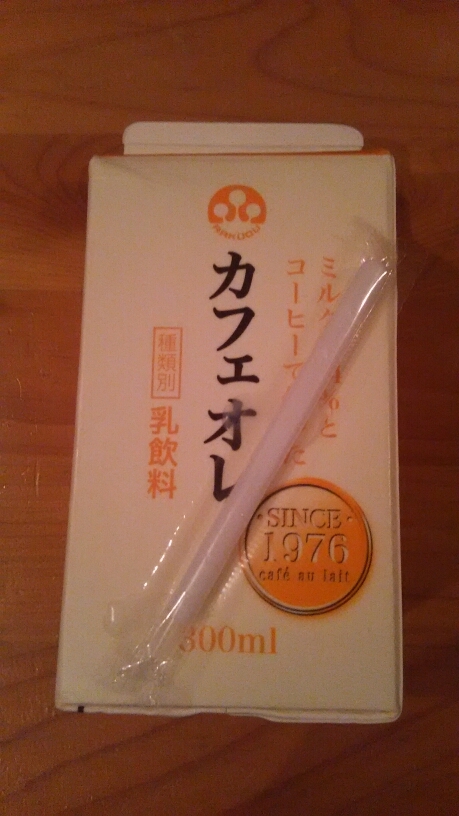 ミルク
コーヒーで
カフェオレ
種類別
乳飲料
SINCE
1976
café au lait
300ml